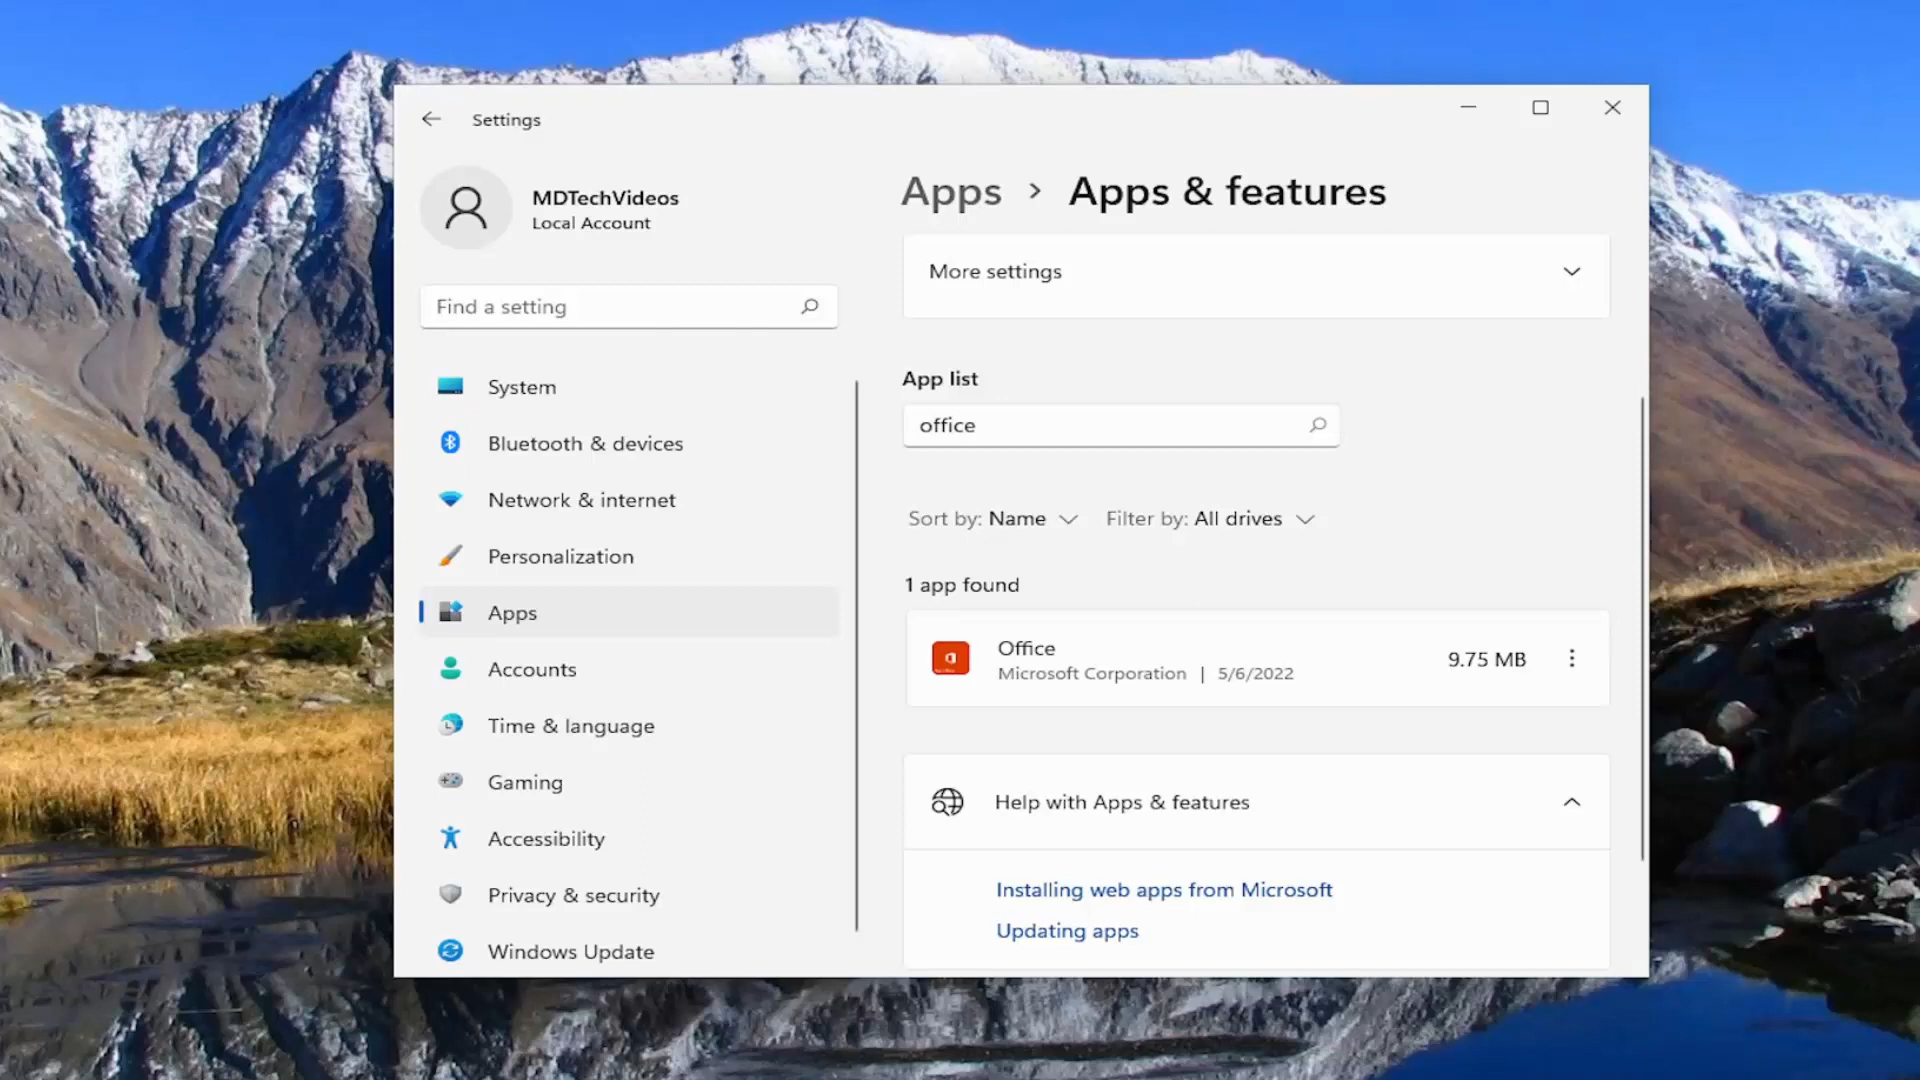 Settings
MDTechVideos
Local Account
Find a setting
System
Bluetooth & devices
Network & internet
Personalization
Apps
Accounts
Time & language
Gaming
Accessibility
Privacy & security
Windows Update
Apps > Apps & features
More settings
App list
office
Sort by: Name Filter by: All drives
1 app found
Office
Microsoft Corporation | 5/6/2022
9.75 MB
Help with Apps & features
Installing web apps from Microsoft
Updating apps